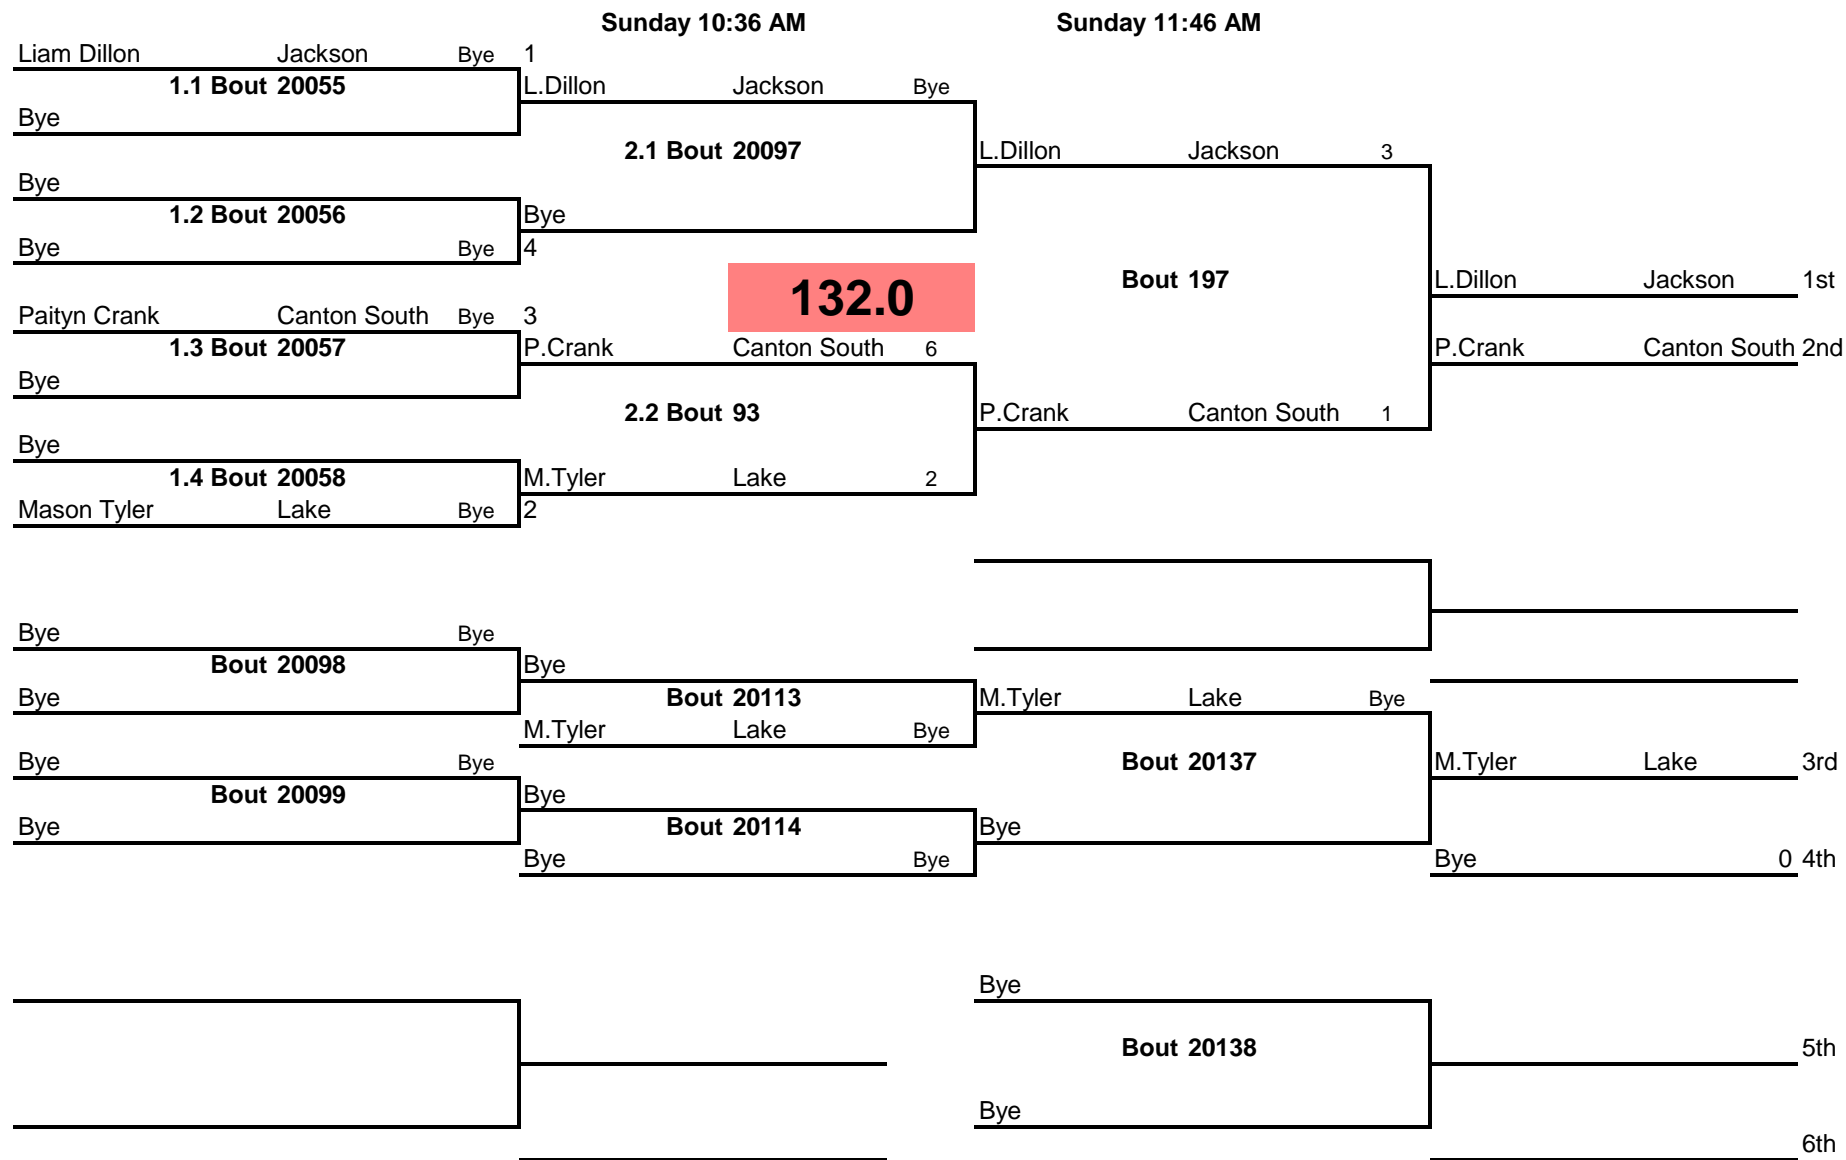 Sunday 10:36 AM Sunday 11:46 AM
Liam Dillon Jackson Bye 1
1.1 Bout 20055 L.Dillon Jackson Bye
Bye
2.1 Bout 20097 L.Dillon Jackson 3
Bye
1.2 Bout 20056 Bye
Bye Bye 4
132.0 Bout 197 L.Dillon Jackson 1st
Paityn Crank Canton South Bye 3
1.3 Bout 20057 P.Crank Canton South 6 P.Crank Canton South 2nd
Bye
2.2 Bout 93 P.Crank Canton South 1
Bye
1.4 Bout 20058 M.Tyler Lake 2
Mason Tyler Lake Bye 2
Bye Bye
Bout 20098 Bye
Bye Bout 20113 M.Tyler Lake Bye
M.Tyler Lake Bye
Bye Bye Bout 20137 M.Tyler Lake 3rd
Bout 20099 Bye
Bye Bout 20114 Bye
Bye Bye Bye 0 4th
Bye
Bout 20138 5th
Bye
6th